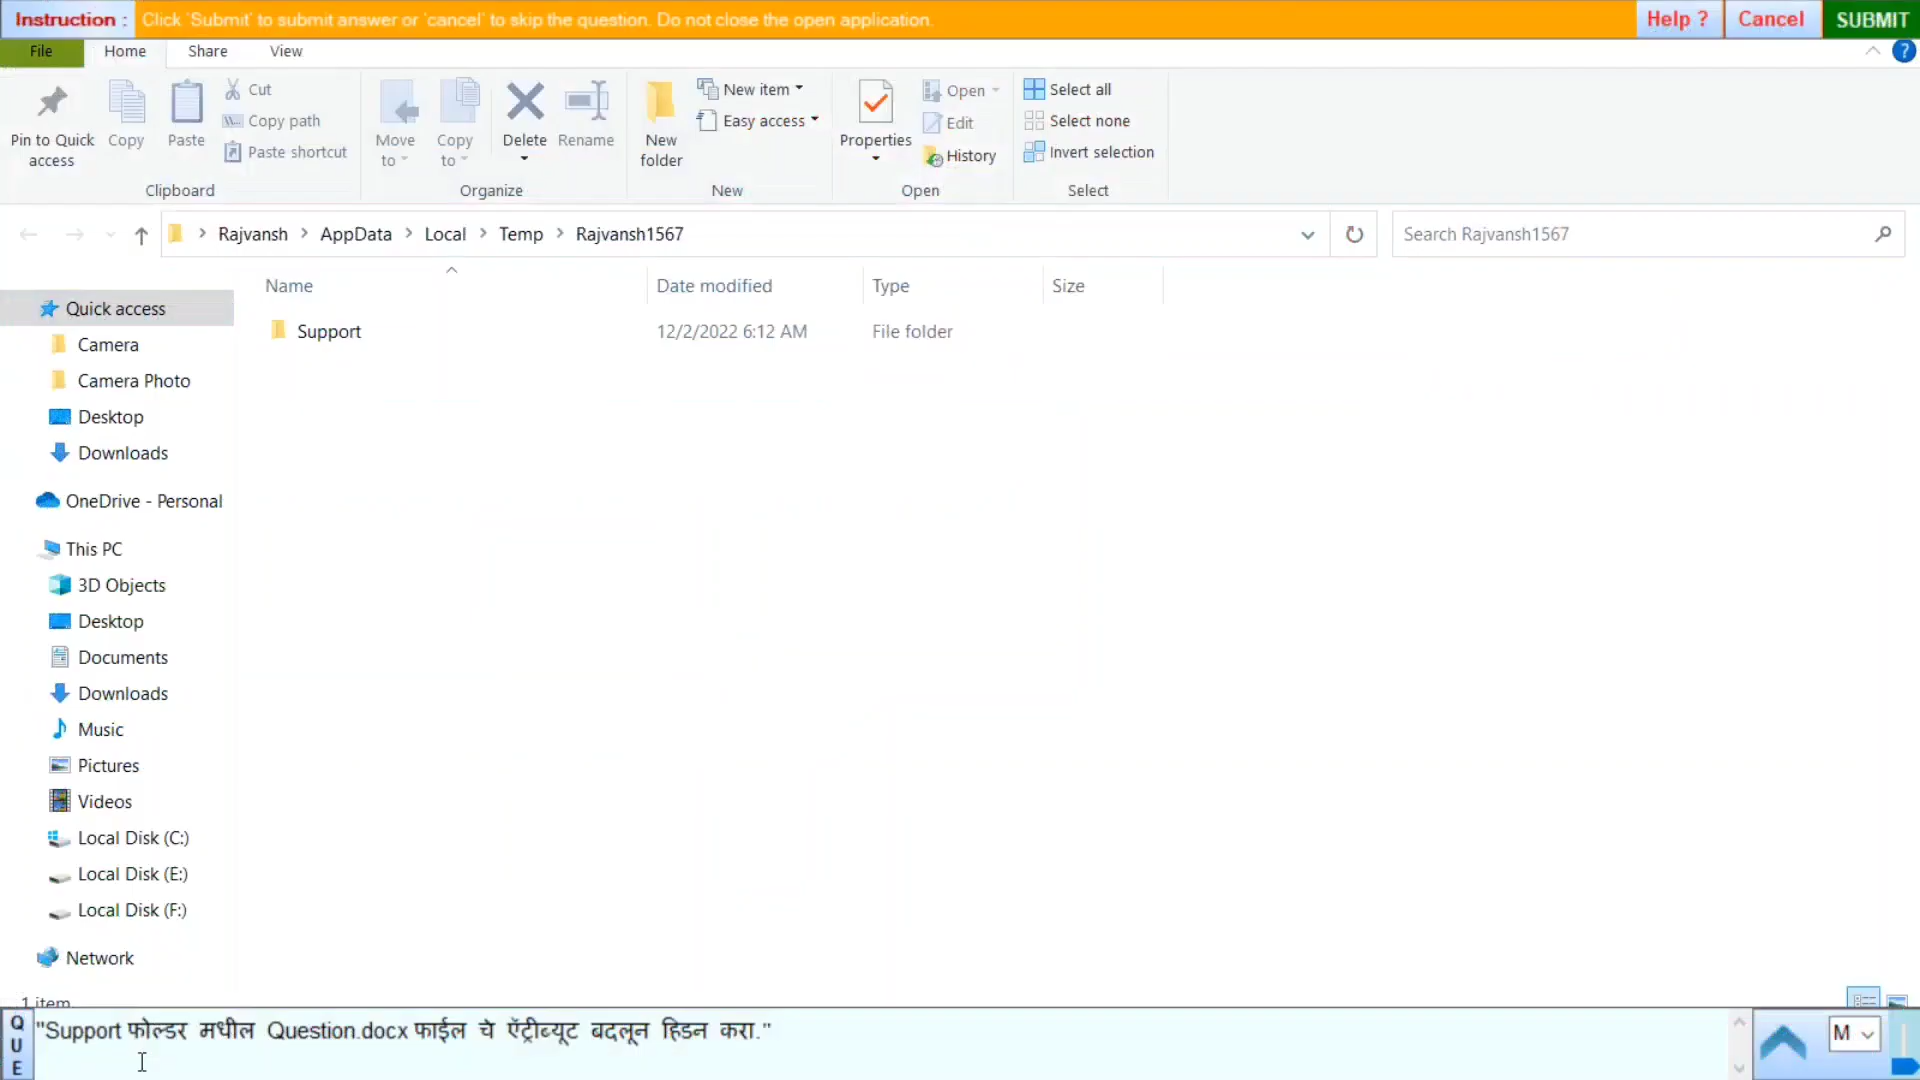 Instruction : Click `Submit' to submit answer or `cancel' to skip the question. Do not close the open application. Help ? Cancel SUBMIT
File Home Share View
Pin to Quick access
Copy
Paste
Cut
Copy path
Paste shortcut
Clipboard
Move to
Copy to
Delete
Rename
Organize
New folder
New item
Easy access
New
Properties
Open
Edit
History
Open
Select all
Select none
Invert selection
Select
Rajvansh AppData Local Temp Rajvansh1567
Search Rajvansh1567
Name Date modified Type Size
Support 12/2/2022 6:12 AM File folder
Quick access
Camera
Camera Photo
Desktop
Downloads
OneDrive - Personal
This PC
3D Objects
Desktop
Documents
Downloads
Music
Pictures
Videos
Local Disk (C:)
Local Disk (E:)
Local Disk (F:)
Network
1 item
QUE
"Support फोल्डर मधील Question.docx फाईल चे ऍट्रीब्यूट बदलून हिडन करा."
M